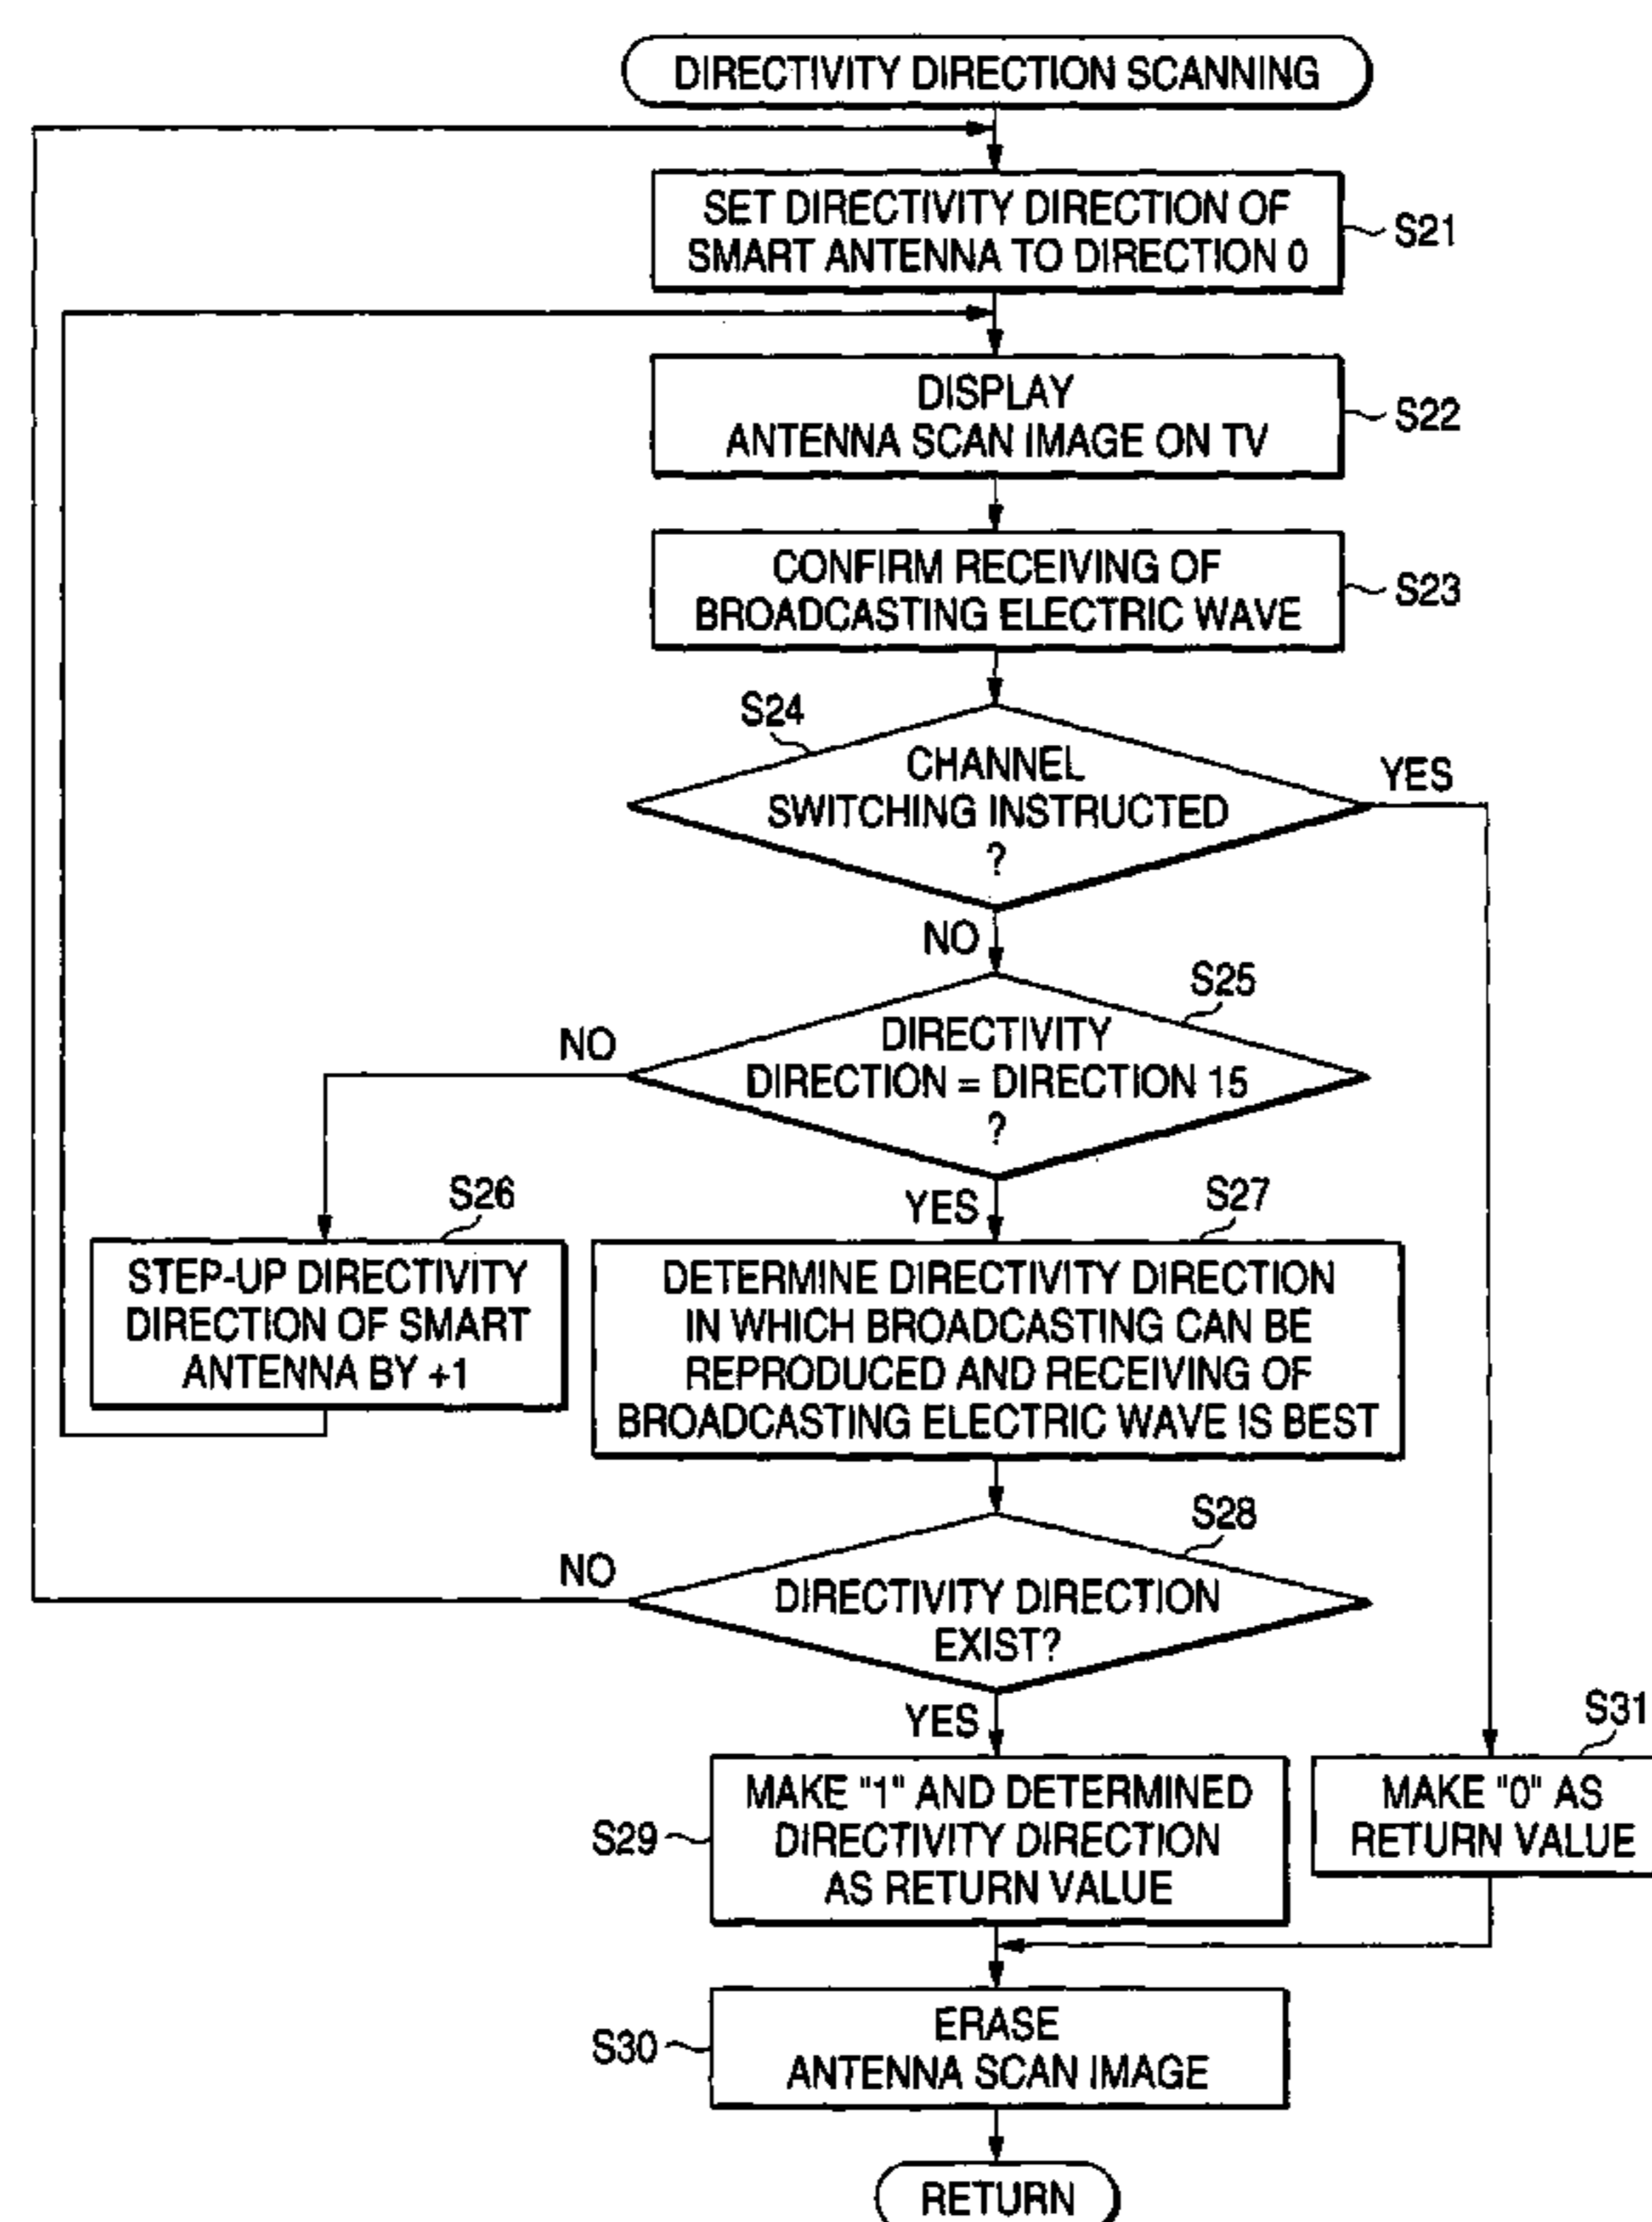 DIRECTIVITY DIRECTION SCANNING
SET DIRECTIVITY DIRECTION OF
SMART ANTENNA TO DIRECTION 0
S21
DISPLAY
ANTENNA SCAN IMAGE ON TV
S22
CONFIRM RECEIVING OF
BROADCASTING ELECTRIC WAVE
S23
S24
CHANNEL
SWITCHING INSTRUCTED
?
YES
NO
S25
DIRECTIVITY
DIRECTION = DIRECTION 15
?
NO
YES
S26
STEP-UP DIRECTIVITY
DIRECTION OF SMART
ANTENNA BY +1
S27
DETERMINE DIRECTIVITY DIRECTION
IN WHICH BROADCASTING CAN BE
REPRODUCED AND RECEIVING OF
BROADCASTING ELECTRIC WAVE IS BEST
S28
DIRECTIVITY DIRECTION
EXIST?
NO
YES
S29
MAKE "1" AND DETERMINED
DIRECTIVITY DIRECTION
AS RETURN VALUE
S31
MAKE "0" AS
RETURN VALUE
S30
ERASE
ANTENNA SCAN IMAGE
RETURN